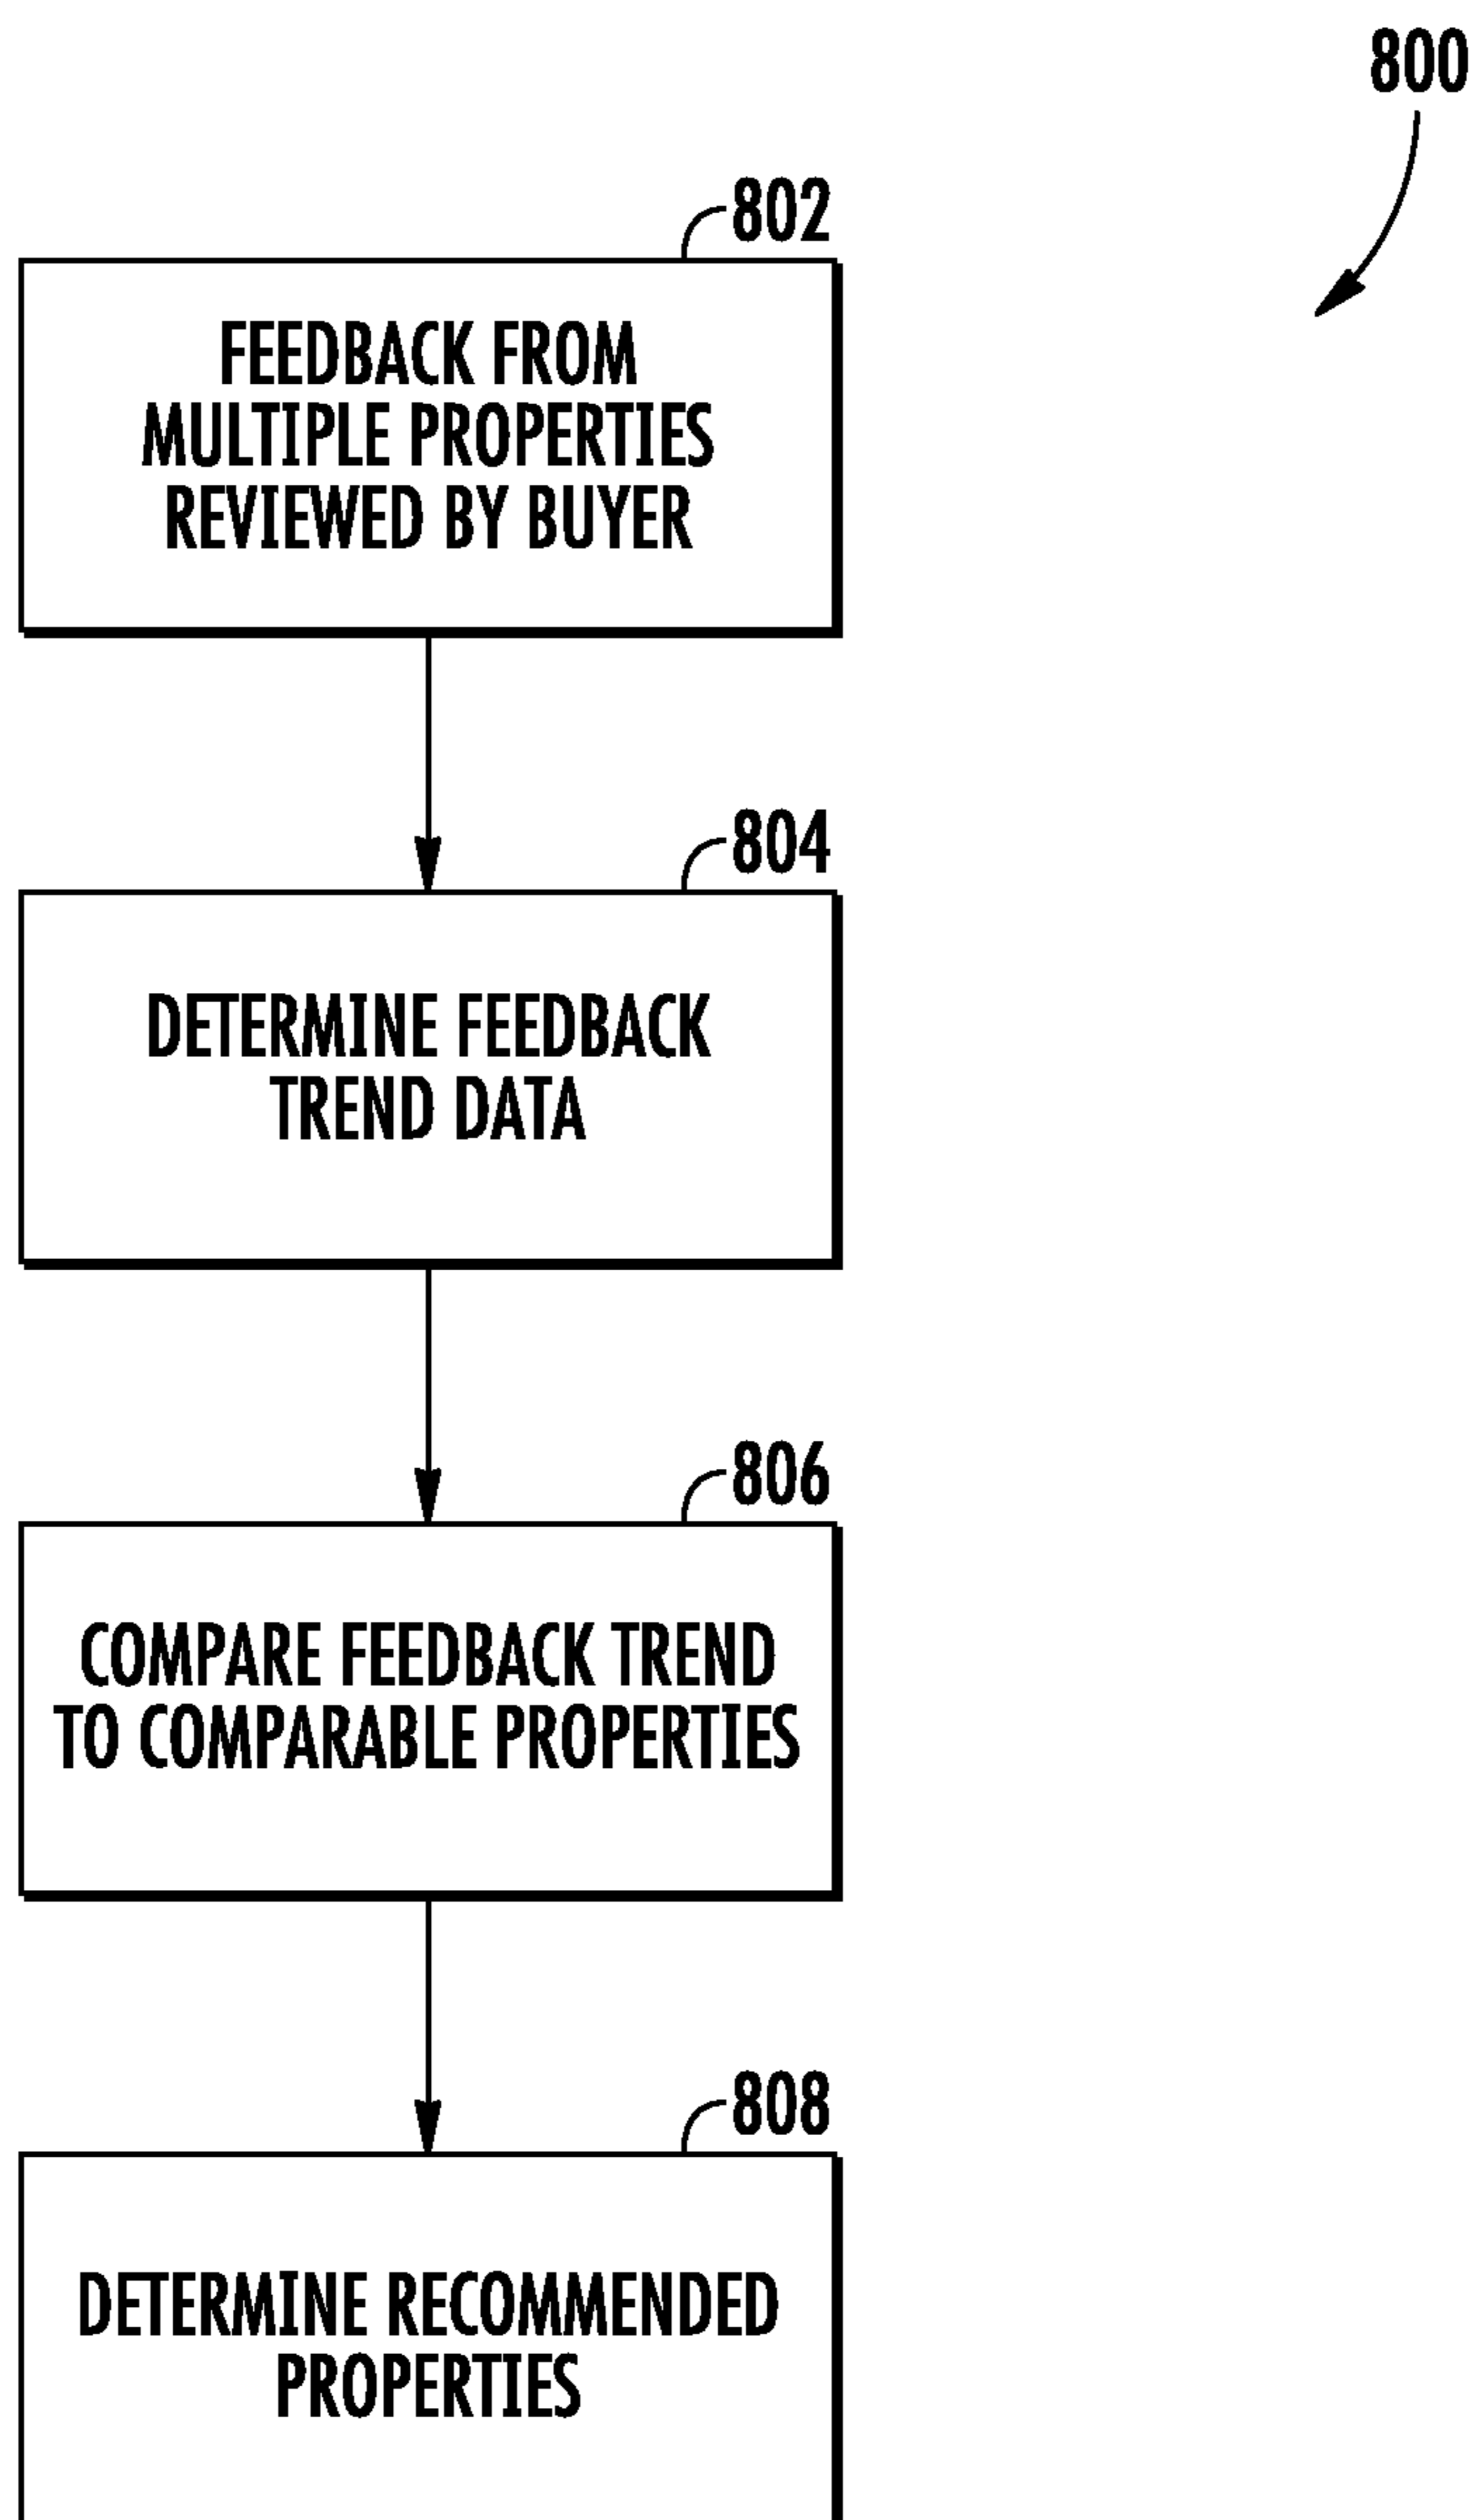 800
802
FEEDBACK FROM
MULTIPLE PROPERTIES
REVIEWED BY BUYER
804
DETERMINE FEEDBACK
TREND DATA
806
COMPARE FEEDBACK TREND
TO COMPARABLE PROPERTIES
808
DETERMINE RECOMMENDED
PROPERTIES